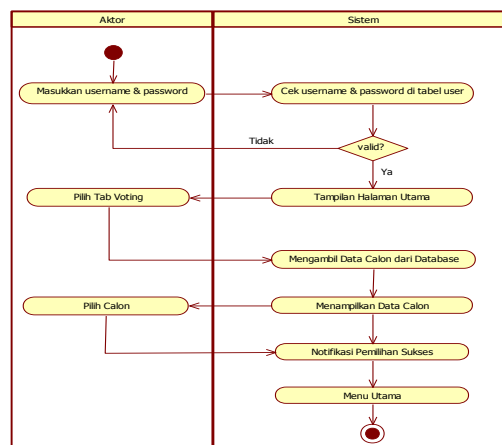 Aktor
Sistem
Masukkan username & password
Cek username & password di tabel user
Tidak
valid?
Ya
Pilih Tab Voting
Tampilan Halaman Utama
Mengambil Data Calon dari Database
Pilih Calon
Menampilkan Data Calon
Notifikasi Pemilihan Sukses
Menu Utama